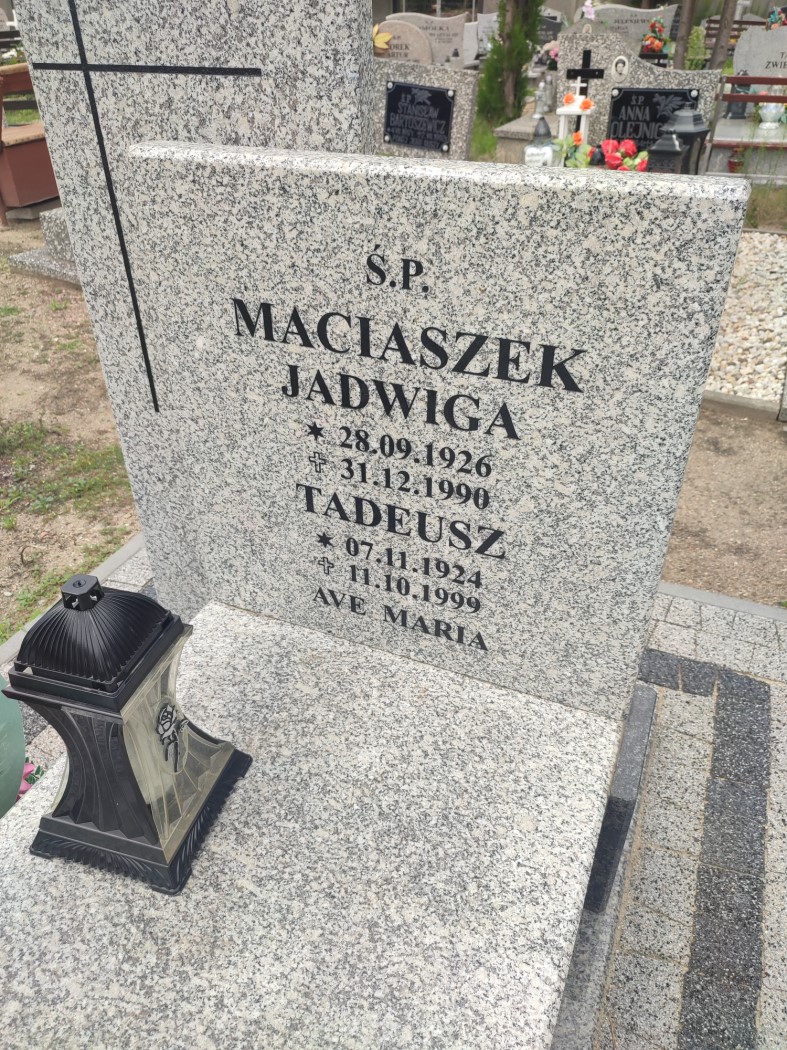 Ś.P.
MACIASZEK
JADWIGA
✶ 28.09.1926
✞ 31.12.1990
TADEUSZ
✶ 07.11.1924
✞ 11.10.1999
AVE MARIA
Ś.P.
BARTOSZEWICZ
Ś.P.
ANNA
OLEJNIC